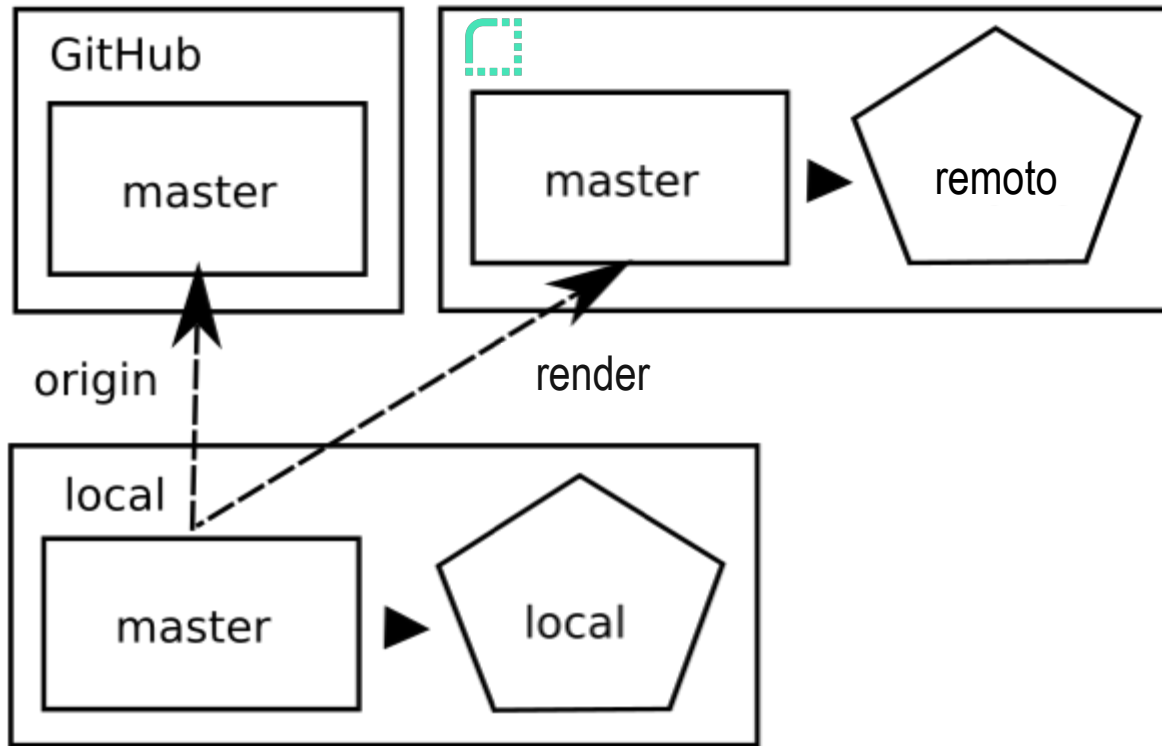 GitHub
master
master
remoto
origin
render
local
master
local